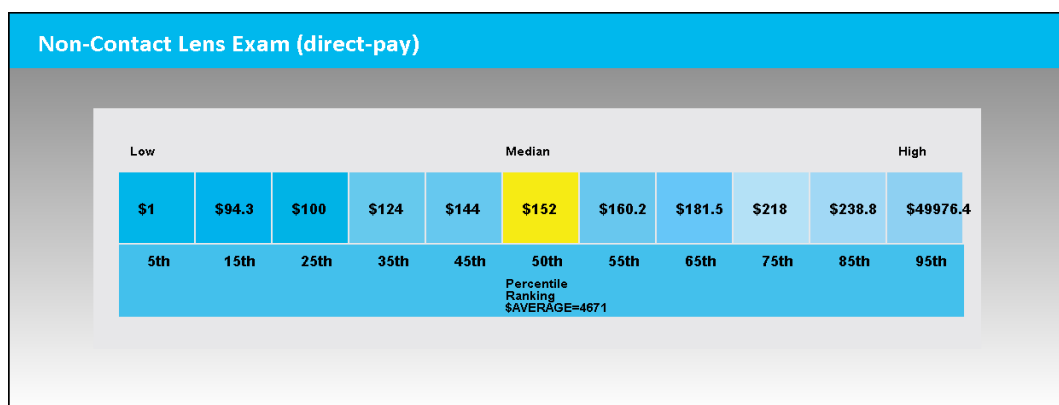 Non-Contact Lens Exam (direct-pay)
Low Median High
$1 $94.3 $100 $124 $144 $152 $160.2 $181.5 $218 $238.8 $49976.4
5th 15th 25th 35th 45th 50th 55th 65th 75th 85th 95th
Percentile
Ranking
$AVERAGE=4671